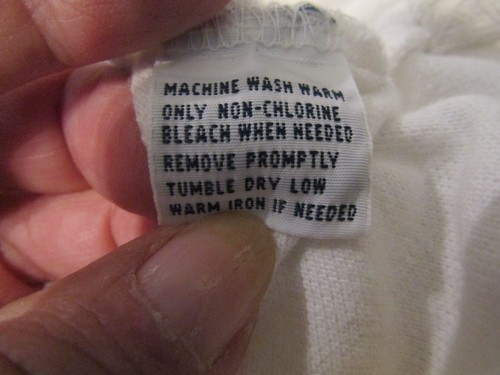 MACHINE WASH WARM
ONLY NON-CHLORINE
BLEACH WHEN NEEDED
REMOVE PROMPTLY
TUMBLE DRY LOW
WARM IRON IF NEEDED